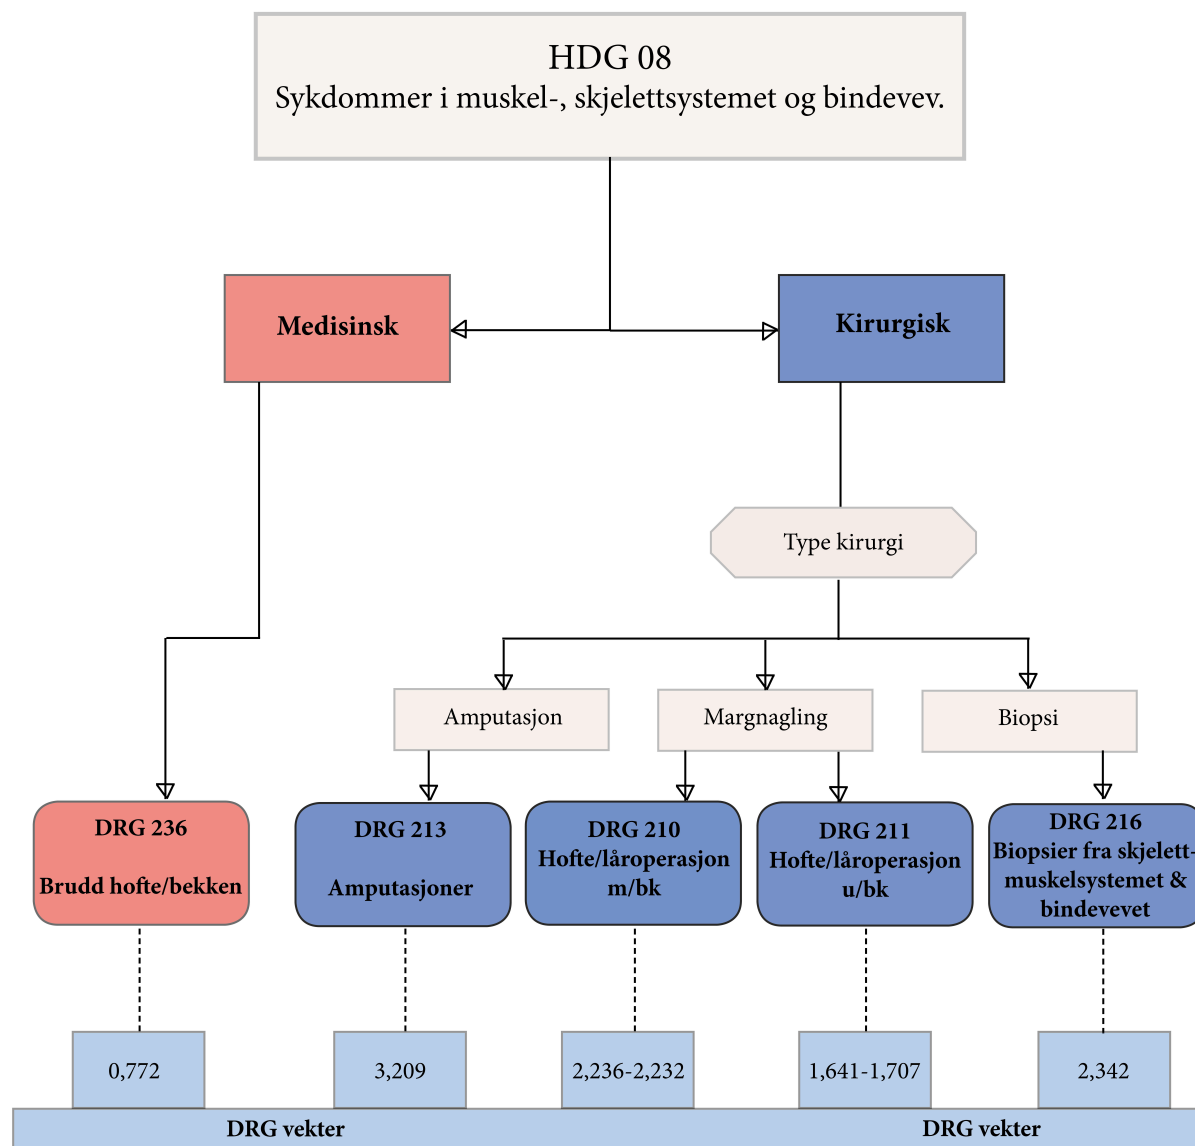 HDG 08
Sykdommer i muskel-, skjelettsystemet og bindevev.
Medisinsk
Kirurgisk
Type kirurgi
Amputasjon
Margnagling
Biopsi
DRG 236
Brudd hofte/bekken
DRG 213
Amputasjoner
DRG 210
Hofte/låroperasjon
m/bk
DRG 211
Hofte/låroperasjon
u/bk
DRG 216
Biopsier fra skjelett-
muskelsystemet &
bindevevet
0,772
3,209
2,236-2,232
1,641-1,707
2,342
DRG vekter
DRG vekter